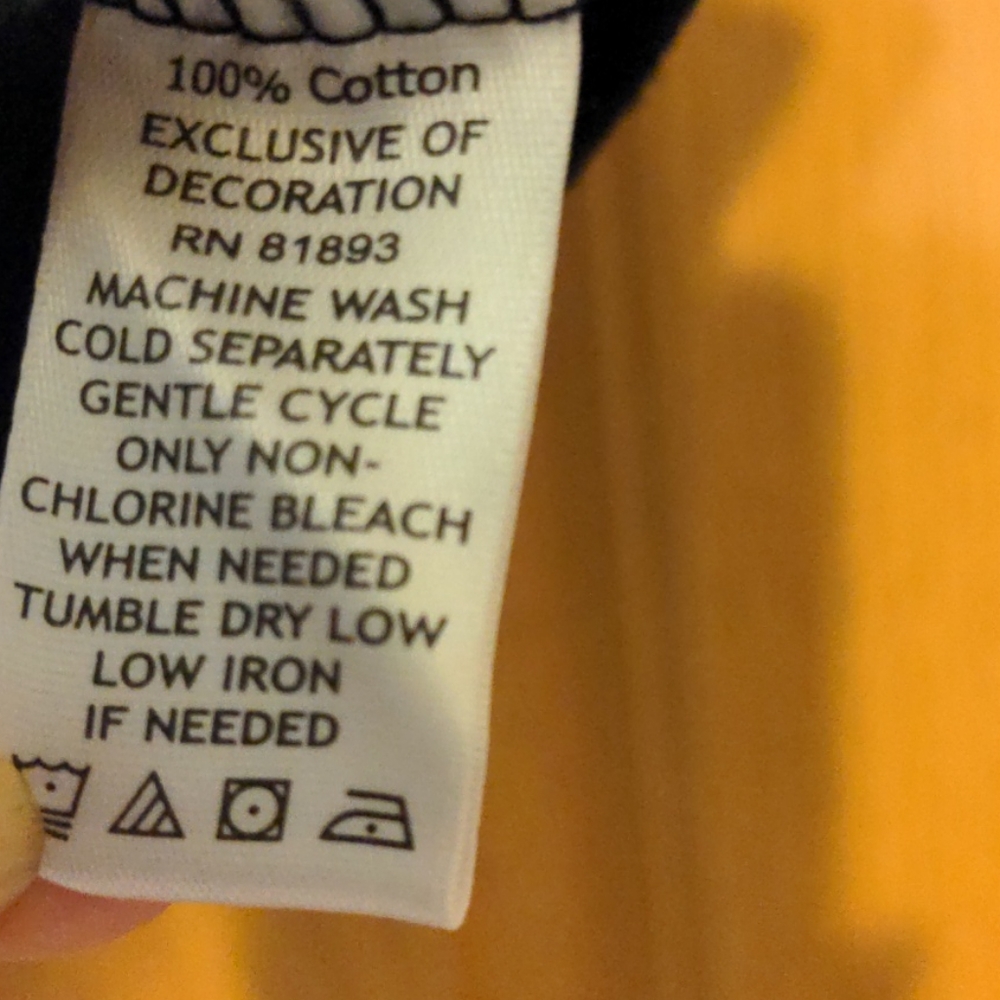 100% Cotton
EXCLUSIVE OF
DECORATION
RN 81893
MACHINE WASH
COLD SEPARATELY
GENTLE CYCLE
ONLY NON-
CHLORINE BLEACH
WHEN NEEDED
TUMBLE DRY LOW
LOW IRON
IF NEEDED